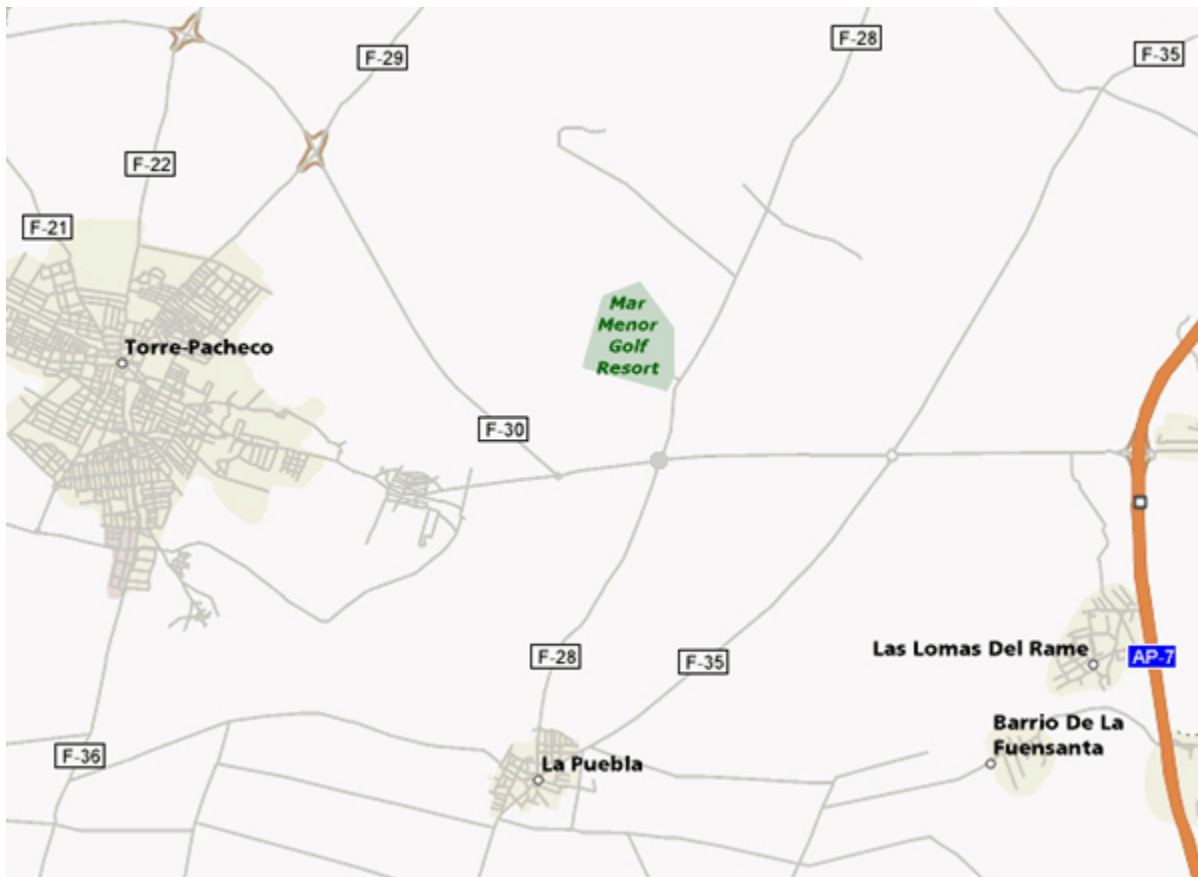 F-28
F-35
F-29
F-22
F-21
Mar
Menor
Golf
Resort
Torre-Pacheco
F-30
F-28
F-35
Las Lomas Del Rame
AP-7
Barrio De La
Fuensanta
F-36
La Puebla